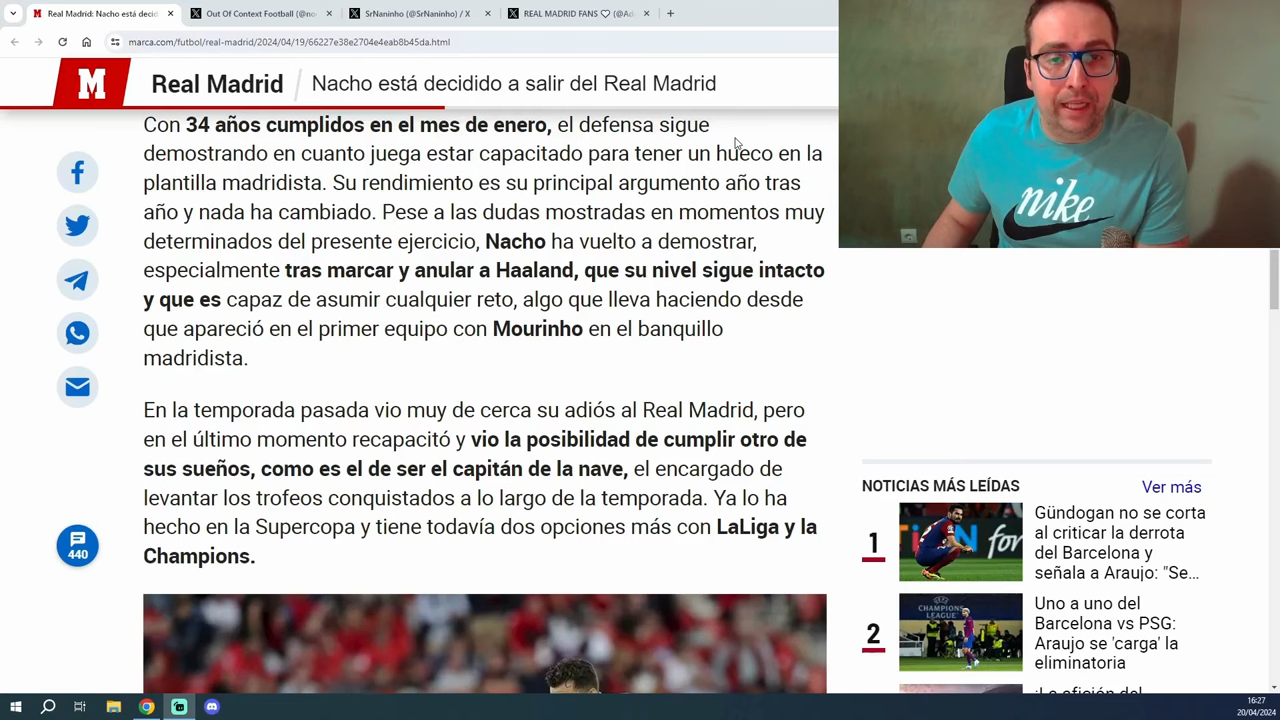 Real Madrid: Nacho está decid
Out Of Context Football (@no
SrNaninho (@SrNaninho) / X
REAL MADRID FANS 🤍 (@Ad
marca.com/futbol/real-madrid/2024/04/19/66227e38e2704e4eab8b45da.html
M
Real Madrid
Nacho está decidido a salir del Real Madrid
Con 34 años cumplidos en el mes de enero, el defensa sigue
demostrando en cuanto juega estar capacitado para tener un hueco en la
plantilla madridista. Su rendimiento es su principal argumento año tras
año y nada ha cambiado. Pese a las dudas mostradas en momentos muy
determinados del presente ejercicio, Nacho ha vuelto a demostrar,
especialmente tras marcar y anular a Haaland, que su nivel sigue intacto
y que es capaz de asumir cualquier reto, algo que lleva haciendo desde
que apareció en el primer equipo con Mourinho en el banquillo
madridista.
En la temporada pasada vio muy de cerca su adiós al Real Madrid, pero
en el último momento recapacitó y vio la posibilidad de cumplir otro de
sus sueños, como es el de ser el capitán de la nave, el encargado de
levantar los trofeos conquistados a lo largo de la temporada. Ya lo ha
hecho en la Supercopa y tiene todavía dos opciones más con LaLiga y la
Champions.
440
nike
NOTICIAS MÁS LEÍDAS
Ver más
1
Gündogan no se corta
al criticar la derrota
del Barcelona y
señala a Araujo: "Se...
2
CHAMPIONS
LEAGUE
Uno a uno del
Barcelona vs PSG:
Araujo se 'carga' la
eliminatoria
¡La afición del
16:27
20/04/2024